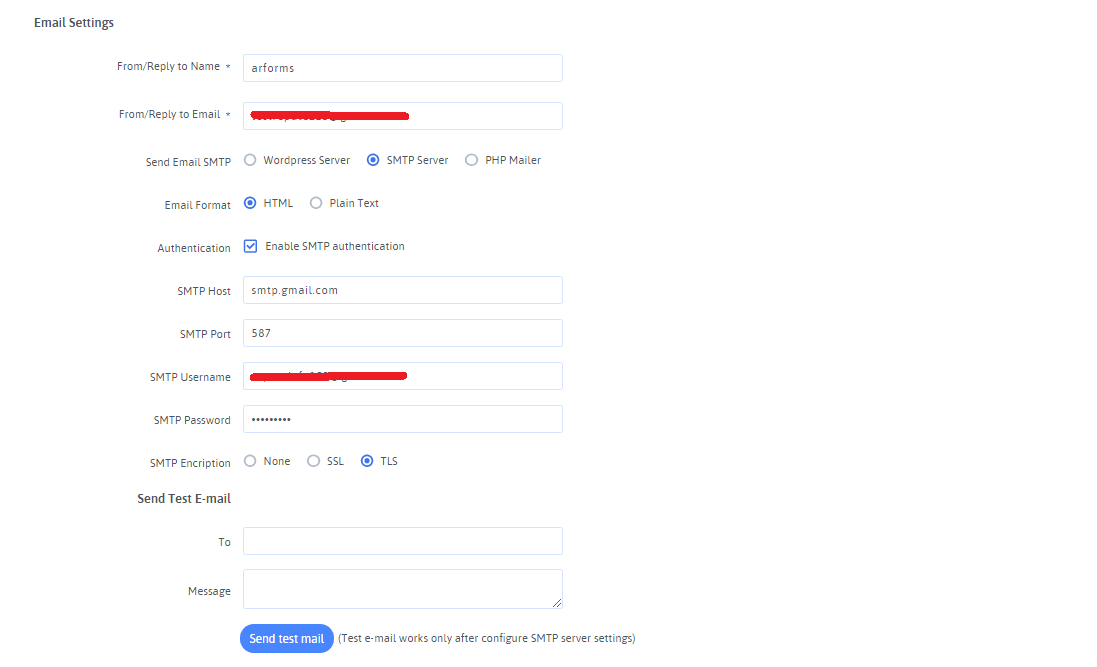 Email Settings
From/Reply to Name *
arforms
From/Reply to Email *
Send Email SMTP
Wordpress Server
SMTP Server
PHP Mailer
Email Format
HTML
Plain Text
Authentication
Enable SMTP authentication
SMTP Host
smtp.gmail.com
SMTP Port
587
SMTP Username
SMTP Password
•••••••••
SMTP Encription
None
SSL
TLS
Send Test E-mail
To
Message
Send test mail
(Test e-mail works only after configure SMTP server settings)